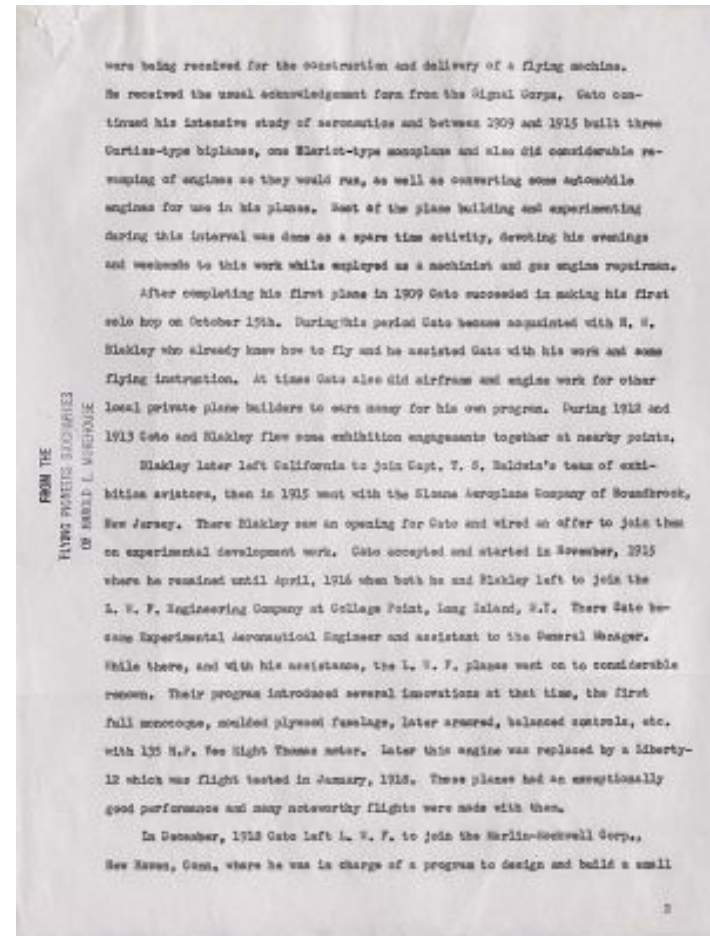 were being received for the construction and delivery of a flying machine.
He received the usual acknowledgement form from the Signal Corps. Gato con-
tinued his intensive study of aeronautics and between 1909 and 1915 built three
Curtiss-type biplanes, one Bleriot-type monoplane and also did considerable re-
vamping of engines so they would run, as well as converting some automobile
engines for use in his planes. Most of the plane building and experimenting
during this interval was done as a spare time activity, devoting his evenings
and weekends to this work while employed as a machinist and gas engine repairman.
After completing his first plane in 1909 Gato succeeded in making his first
solo hop on October 15th. During this period Gato became acquainted with
Blakley who already knew how to fly and he assisted Gato with his work and some
flying instruction. At times Gato also did airframe and engine work for other
local private plane builders to earn money for his own program. During 1912 and
1913 Gato and Blakley flew some exhibition engagements together at nearby points.
Blakley later left California to join Capt. T. S. Baldwin's team of exhi-
bition aviators, then in 1915 went with the Sloane Aeroplane Company of Boundbrook,
New Jersey. There Blakley saw an opening for Gato and wired an offer to join them
on experimental development work. Gato accepted and started in November, 1915
where he remained until April, 1916 when both he and Blakley left to join the
L. W. F. Engineering Company at College Point, Long Island, N.Y. There Gato be-
came Experimental Aeronautical Engineer and assistant to the General Manager.
While there, and with his assistance, the L. W. F. planes went on to considerable
renown. Their program introduced several innovations at that time, the first
full monocoque, moulded plywood fuselage, later armored, balanced controls, etc.
with 135 H.P. Vee Eight Thomas motor. Later this engine was replaced by a Liberty-
12 which was flight tested in January, 1918. These planes had an exceptionally
good performance and many noteworthy flights were made with them.
In December, 1918 Gato left L. W. F. to join the Marlin-Rockwell Corp.,
New Haven, Conn. where he was in charge of a program to design and build a small
FROM THE
FLYING PIONEERS BIOGRAPHIES
OF HAROLD E. MOREHOUSE